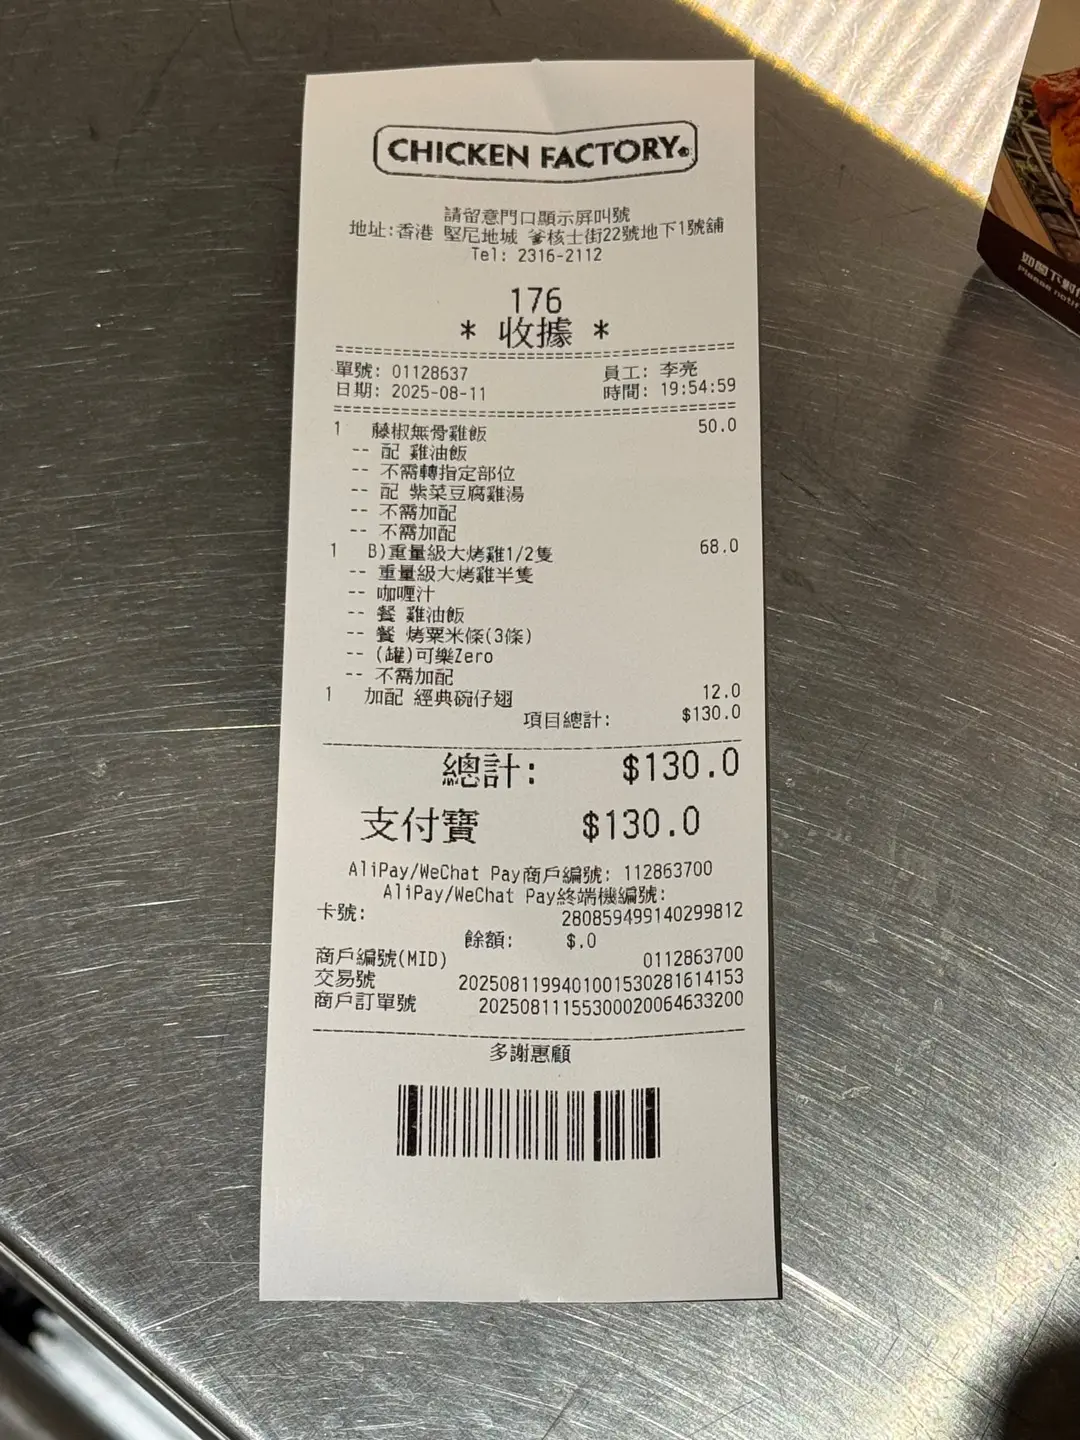 CHICKEN FACTORY®
請留意門口顯示屏叫號
地址:香港 堅尼地城 爹核士街22號地下1號舖
Tel: 2316-2112
176
* 收據 *
單號: 01128637 員工: 李亮
日期: 2025-08-11 時間: 19:54:59
1 藤椒無骨雞飯 50.0
-- 配 雞油飯
-- 不需轉指定部位
-- 配 紫菜豆腐雞湯
-- 不需加配
-- 不需加配
1 B)重量級大烤雞1/2隻 68.0
-- 重量級大烤雞半隻
-- 咖喱汁
-- 餐 雞油飯
-- 餐 烤粟米條(3條)
-- (罐)可樂Zero
-- 不需加配
1 加配 經典碗仔翅 12.0
項目總計: $130.0
總計: $130.0
支付寶 $130.0
AliPay/WeChat Pay商戶編號: 112863700
AliPay/WeChat Pay終端機編號:
卡號: 280859499140299812
餘額: $.0
商戶編號(MID) 0112863700
交易號 2025081199401001530281614153
商戶訂單號 20250811155300020064633200
多謝惠顧
如閣下對
Please notif